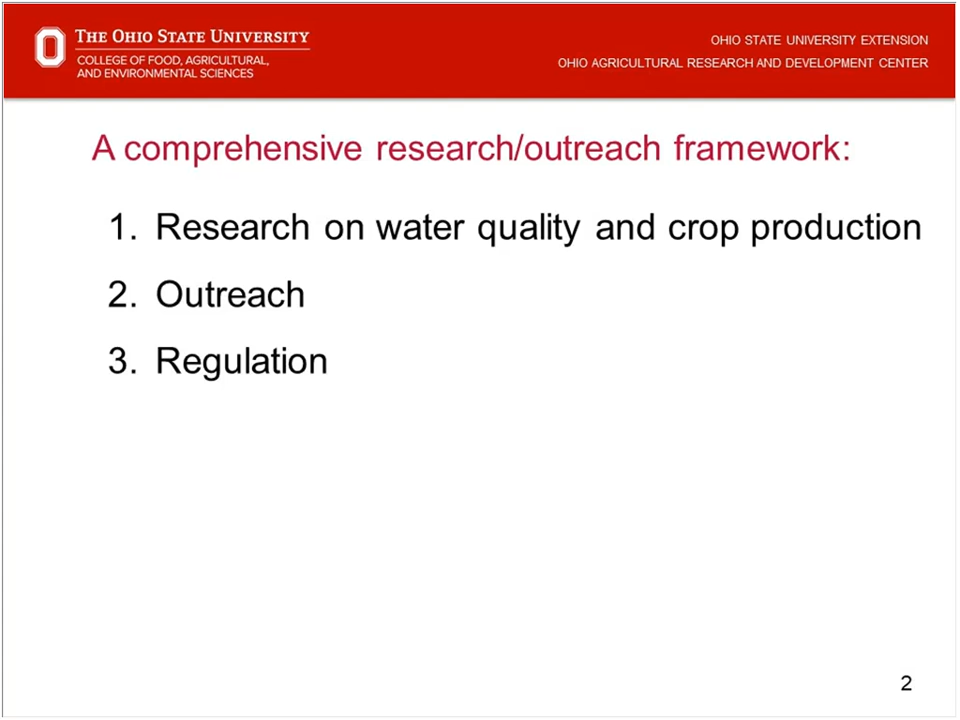 THE OHIO STATE UNIVERSITY
COLLEGE OF FOOD, AGRICULTURAL,
AND ENVIRONMENTAL SCIENCES
OHIO STATE UNIVERSITY EXTENSION
OHIO AGRICULTURAL RESEARCH AND DEVELOPMENT CENTER
A comprehensive research/outreach framework:
1. Research on water quality and crop production
2. Outreach
3. Regulation
2